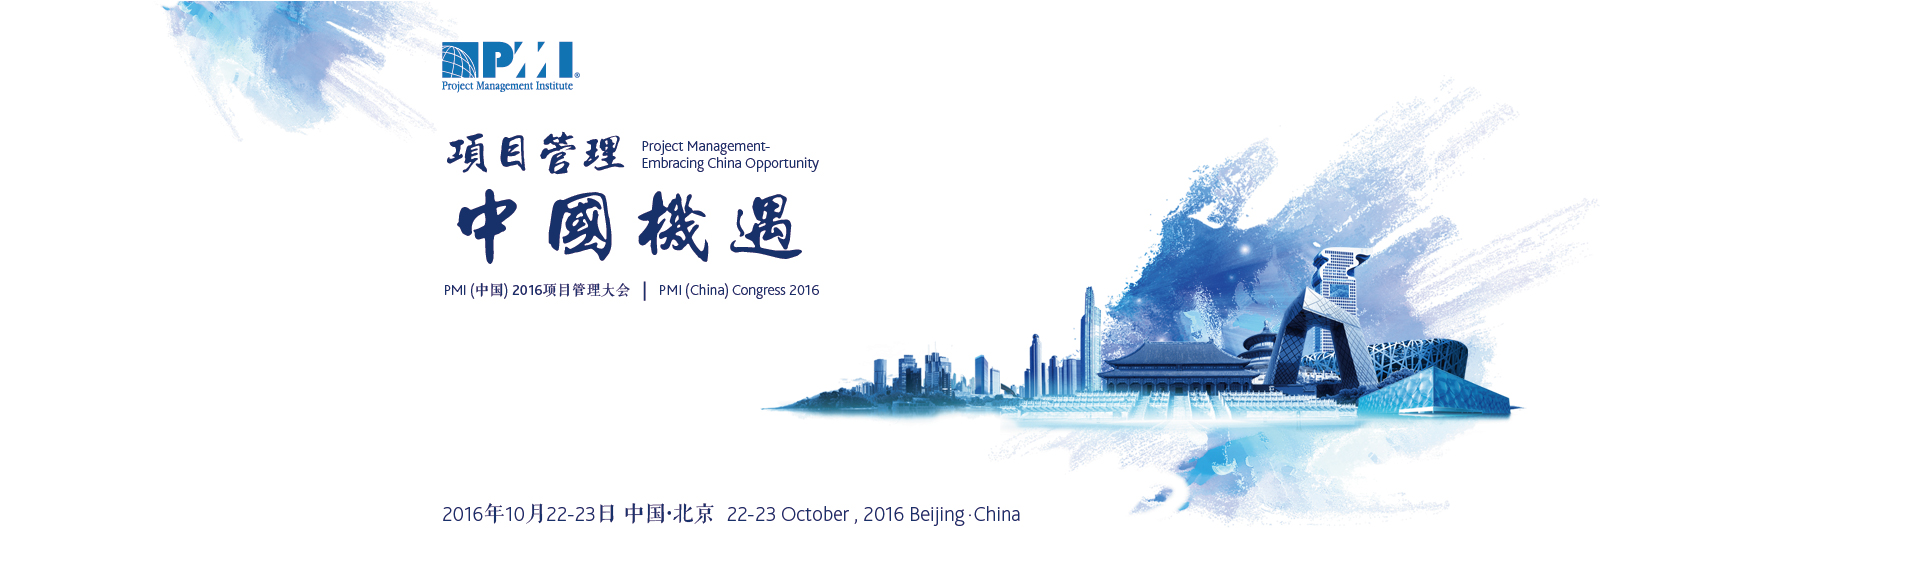 PMI®
Project Management Institute
項目管理
Project Management-
Embracing China Opportunity
中國機遇
PMI (中国) 2016项目管理大会 | PMI (China) Congress 2016
2016年10月22-23日 中国·北京 22-23 October , 2016 Beijing · China